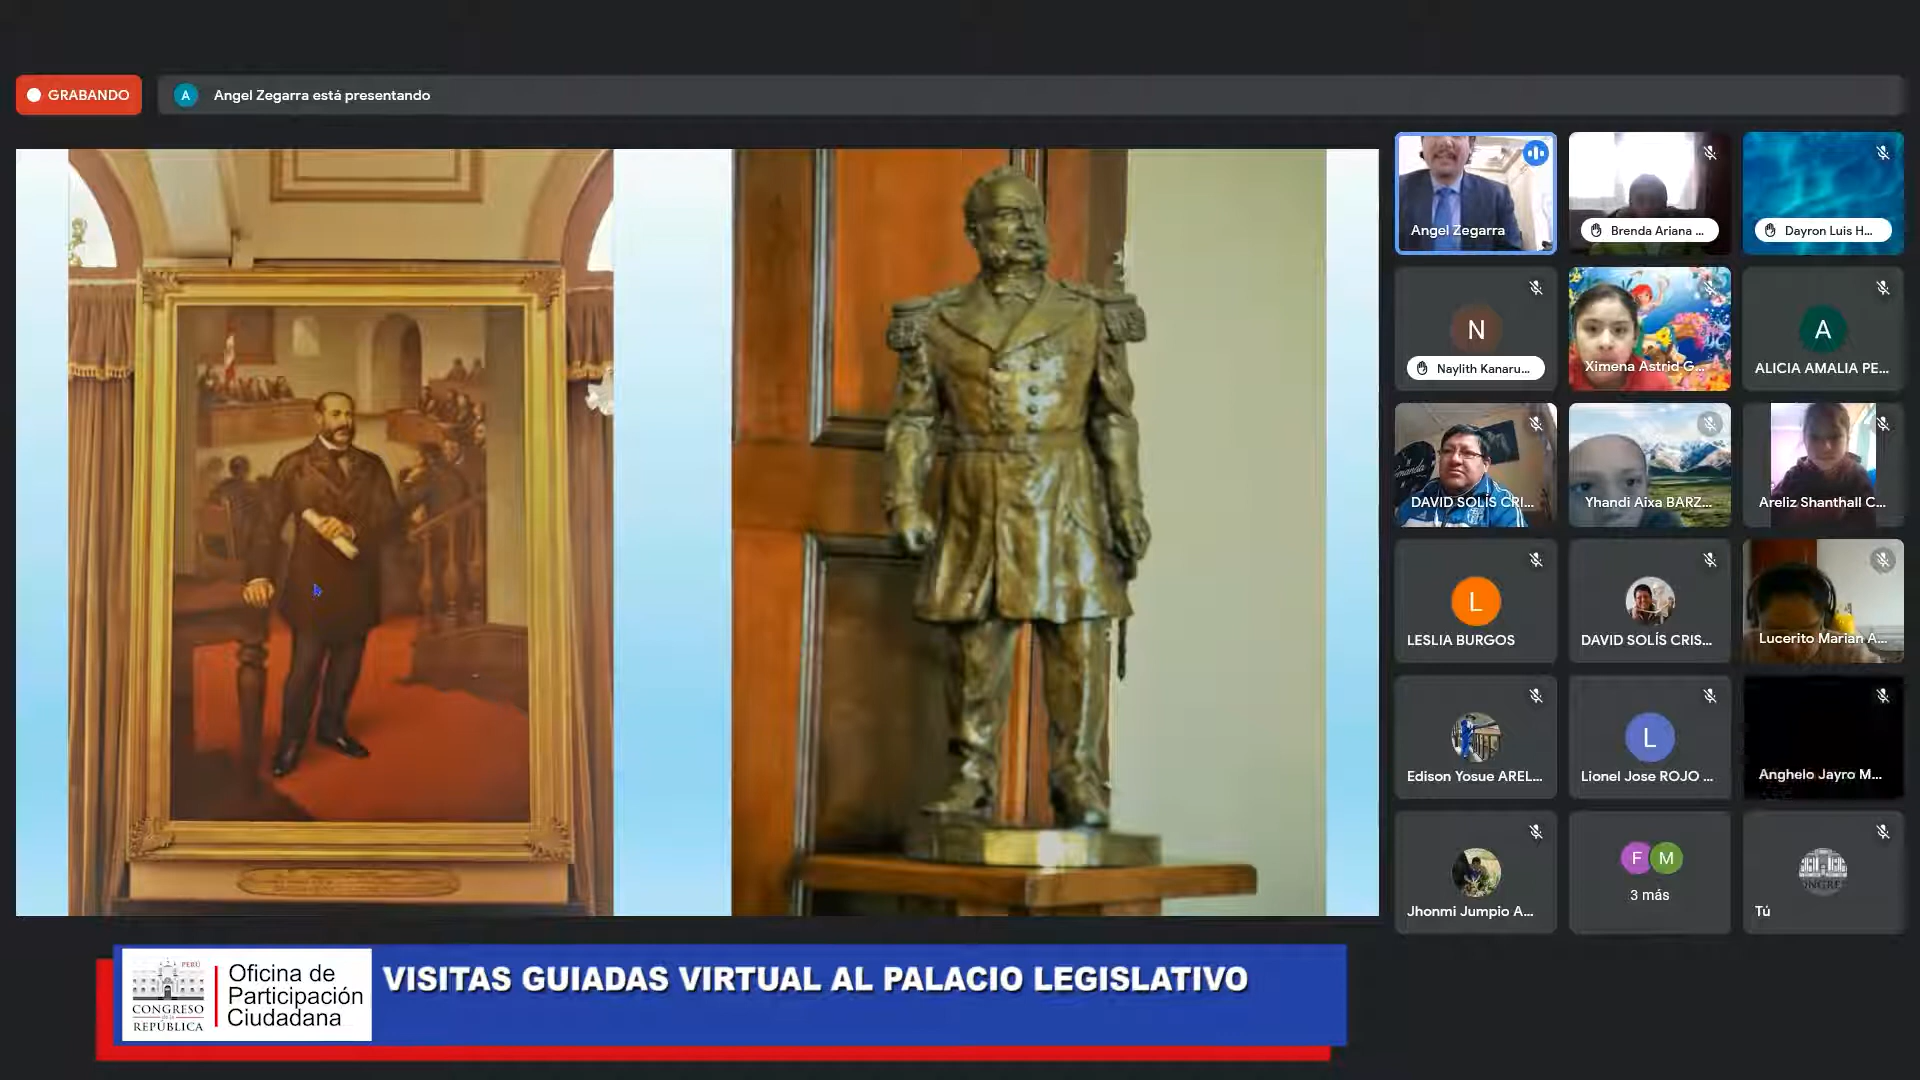 GRABANDO
A
Angel Zegarra está presentando
Angel Zegarra
Brenda Ariana ...
Dayron Luis H...
N
Naylith Kanaru...
Ximena Astrid G...
A
ALICIA AMALIA PE...
DAVID SOLÍS CRI...
Yhandi Aixa BARZ...
Areliz Shanthall C...
L
LESLIA BURGOS
DAVID SOLÍS CRIS...
Lucerito Marian A...
Edison Yosue AREL...
L
Lionel Jose ROJO ...
Anghelo Jayro M...
Jhonmi Jumpio A...
F M
3 más
Tú
PERÚ
CONGRESO
de la
REPÚBLICA
Oficina de
Participación
Ciudadana
VISITAS GUIADAS VIRTUAL AL PALACIO LEGISLATIVO